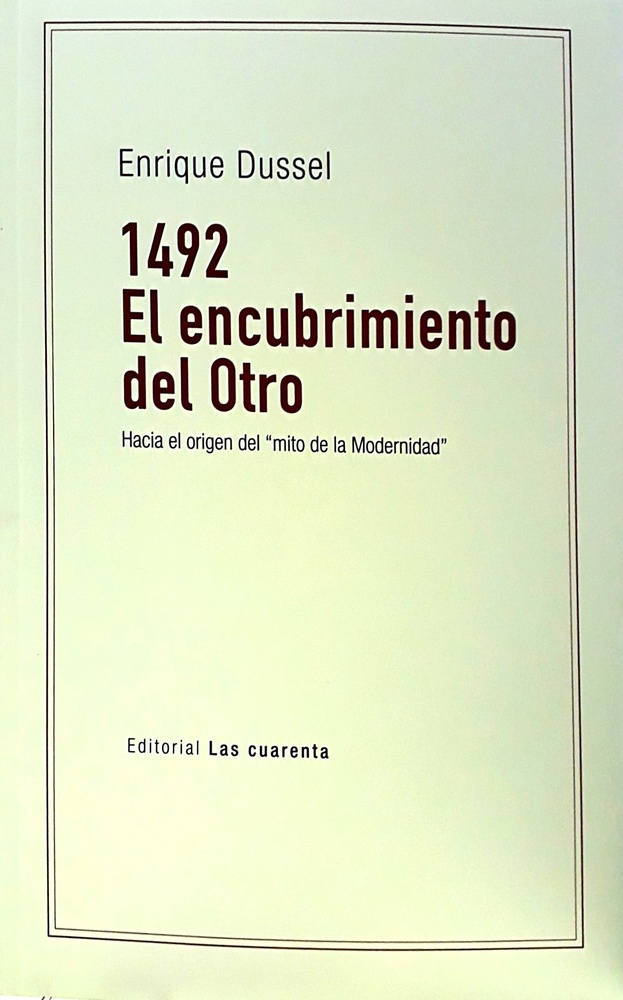 Enrique Dussel
1492
El encubrimiento
del Otro
Hacia el origen del “mito de la Modernidad”
Editorial Las cuarenta